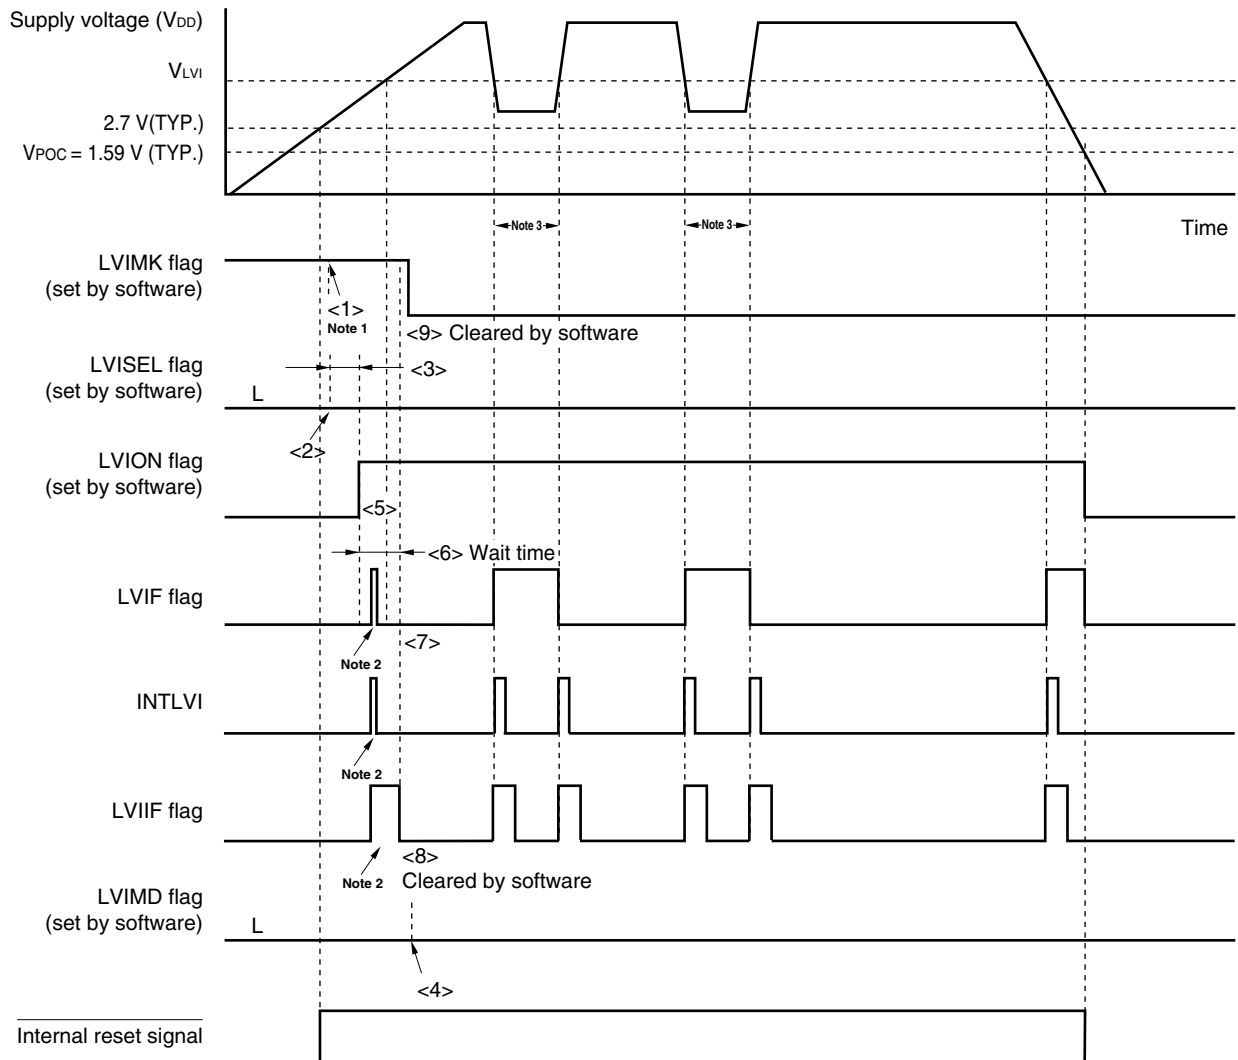 Supply voltage (VDD)
VLVI
2.7 V(TYP.)
VPOC = 1.59 V (TYP.)
Note 3
Note 3
Time
LVIMK flag
(set by software)
<1>
Note 1
<9> Cleared by software
LVISEL flag
(set by software)
L
<3>
<2>
LVION flag
(set by software)
<5>
<6> Wait time
LVIF flag
<7>
Note 2
INTLVI
Note 2
LVIIF flag
<8>
Note 2
Cleared by software
LVIMD flag
(set by software)
L
<4>
Internal reset signal